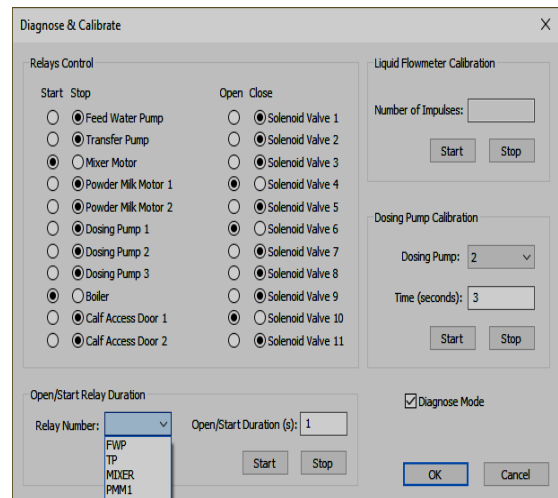 Diagnose & Calibrate X
Relays Control
Start Stop
Feed Water Pump
Transfer Pump
Mixer Motor
Powder Milk Motor 1
Powder Milk Motor 2
Dosing Pump 1
Dosing Pump 2
Dosing Pump 3
Boiler
Calf Access Door 1
Calf Access Door 2
Open Close
Solenoid Valve 1
Solenoid Valve 2
Solenoid Valve 3
Solenoid Valve 4
Solenoid Valve 5
Solenoid Valve 6
Solenoid Valve 7
Solenoid Valve 8
Solenoid Valve 9
Solenoid Valve 10
Solenoid Valve 11
Liquid Flowmeter Calibration
Number of Impulses:
Start Stop
Dosing Pump Calibration
Dosing Pump: 2
Time (seconds): 3
Start Stop
Open/Start Relay Duration
Relay Number:
FWP
TP
MIXER
PMM1
Open/Start Duration (s): 1
Start Stop
Diagnose Mode
OK Cancel